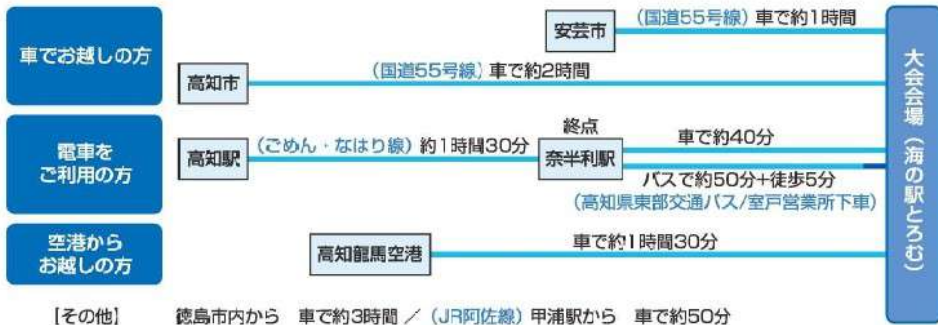 車でお越しの方
安芸市
(国道55号線) 車で約1時間
高知市
(国道55号線) 車で約2時間
電車を
ご利用の方
高知駅
(ごめん・なはり線) 約1時間30分
終点
奈半利駅
車で約40分
バスで約50分+徒歩5分
(高知県東部交通バス/室戸営業所下車)
空港から
お越しの方
高知龍馬空港
車で約1時間30分
大会会場(海の駅とろむ)
【その他】 徳島市内から 車で約3時間 / (JR阿佐線) 甲浦駅から 車で約50分